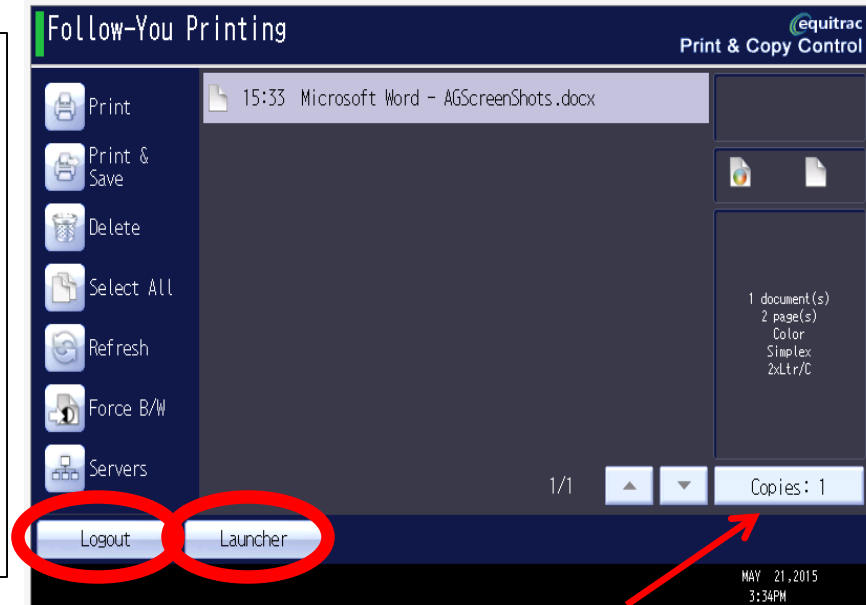 Follow-You Printing
equitrac
Print & Copy Control
Print
15:33 Microsoft Word - AGScreenShots.docx
Print &
Save
Delete
Select All
Refresh
Force B/W
Servers
1 document(s)
2 page(s)
Color
Simplex
2xLtr/C
1/1
Copies: 1
Logout
Launcher
MAY 21,2015
3:34PM